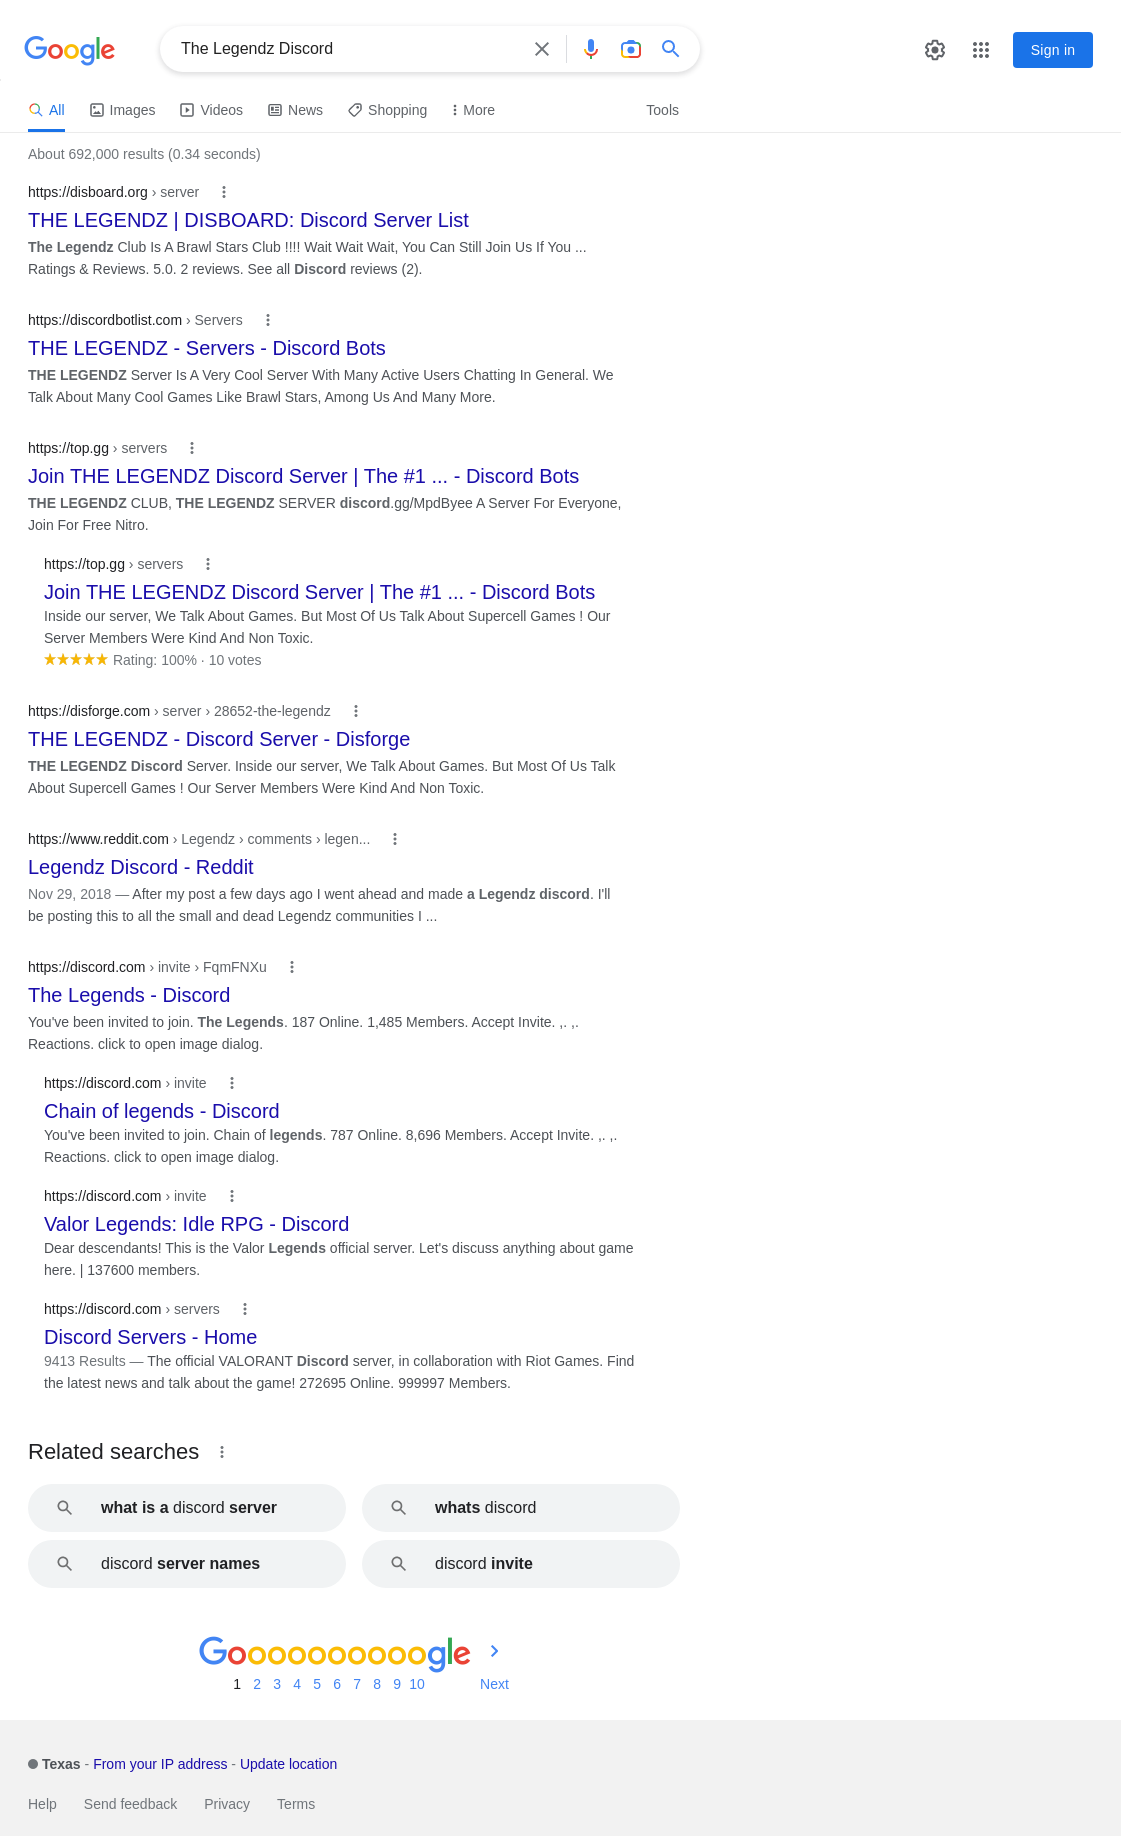 Google
The Legendz Discord
Sign in
All Images Videos News Shopping More Tools
About 692,000 results (0.34 seconds)
https://disboard.org › server
THE LEGENDZ | DISBOARD: Discord Server List
The Legendz Club Is A Brawl Stars Club !!!! Wait Wait Wait, You Can Still Join Us If You ...
Ratings & Reviews. 5.0. 2 reviews. See all Discord reviews (2).
https://discordbotlist.com › Servers
THE LEGENDZ - Servers - Discord Bots
THE LEGENDZ Server Is A Very Cool Server With Many Active Users Chatting In General. We
Talk About Many Cool Games Like Brawl Stars, Among Us And Many More.
https://top.gg › servers
Join THE LEGENDZ Discord Server | The #1 ... - Discord Bots
THE LEGENDZ CLUB, THE LEGENDZ SERVER discord.gg/MpdByee A Server For Everyone,
Join For Free Nitro.
https://top.gg › servers
Join THE LEGENDZ Discord Server | The #1 ... - Discord Bots
Inside our server, We Talk About Games. But Most Of Us Talk About Supercell Games ! Our
Server Members Were Kind And Non Toxic.
Rating: 100% · 10 votes
https://disforge.com › server › 28652-the-legendz
THE LEGENDZ - Discord Server - Disforge
THE LEGENDZ Discord Server. Inside our server, We Talk About Games. But Most Of Us Talk
About Supercell Games ! Our Server Members Were Kind And Non Toxic.
https://www.reddit.com › Legendz › comments › legen...
Legendz Discord - Reddit
Nov 29, 2018 — After my post a few days ago I went ahead and made a Legendz discord. I'll
be posting this to all the small and dead Legendz communities I ...
https://discord.com › invite › FqmFNXu
The Legends - Discord
You've been invited to join. The Legends. 187 Online. 1,485 Members. Accept Invite. ,. ,.
Reactions. click to open image dialog.
https://discord.com › invite
Chain of legends - Discord
You've been invited to join. Chain of legends. 787 Online. 8,696 Members. Accept Invite. ,. ,.
Reactions. click to open image dialog.
https://discord.com › invite
Valor Legends: Idle RPG - Discord
Dear descendants! This is the Valor Legends official server. Let's discuss anything about game
here. | 137600 members.
https://discord.com › servers
Discord Servers - Home
9413 Results — The official VALORANT Discord server, in collaboration with Riot Games. Find
the latest news and talk about the game! 272695 Online. 999997 Members.
Related searches
what is a discord server
whats discord
discord server names
discord invite
Gooooooooogle
1 2 3 4 5 6 7 8 9 10 Next
Texas - From your IP address - Update location
Help Send feedback Privacy Terms